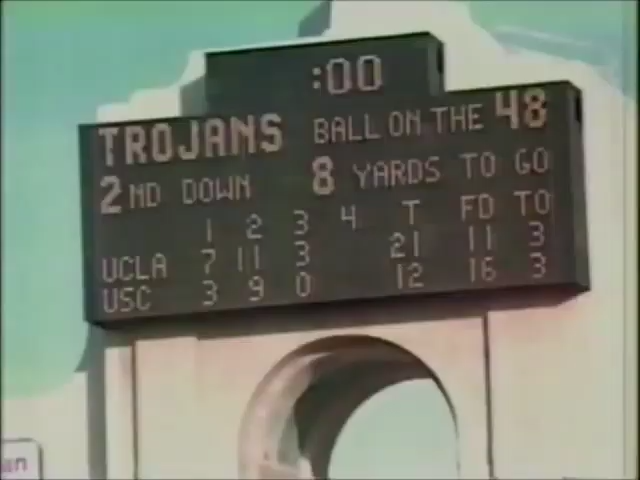 :00
TROJANS BALL ON THE 48
2ND DOWN 8 YARDS TO GO
1 2 3 4 T FD TO
UCLA 7 11 3 21 11 3
USC 3 9 0 12 16 3
an